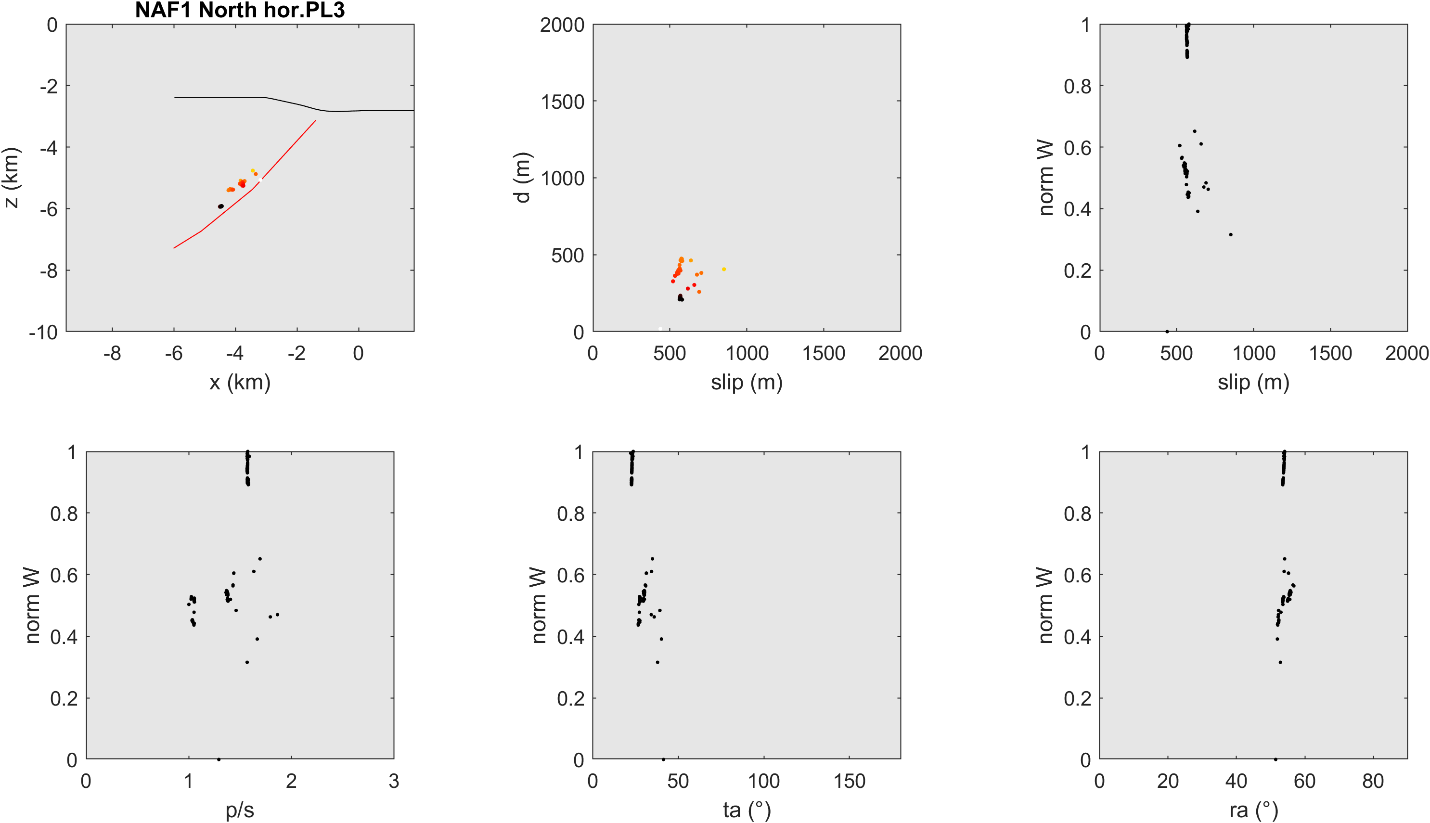 NAF1 North hor.PL3
0
-2
-4
-6
-8
-10
z (km)
-8 -6 -4 -2 0
x (km)
2000
1500
1000
500
0
d (m)
0 500 1000 1500 2000
slip (m)
1
0.8
0.6
0.4
0.2
0
norm W
0 500 1000 1500 2000
slip (m)
1
0.8
0.6
0.4
0.2
0
norm W
0 1 2 3
p/s
1
0.8
0.6
0.4
0.2
0
norm W
0 50 100 150
ta (°)
1
0.8
0.6
0.4
0.2
0
norm W
0 20 40 60 80
ra (°)